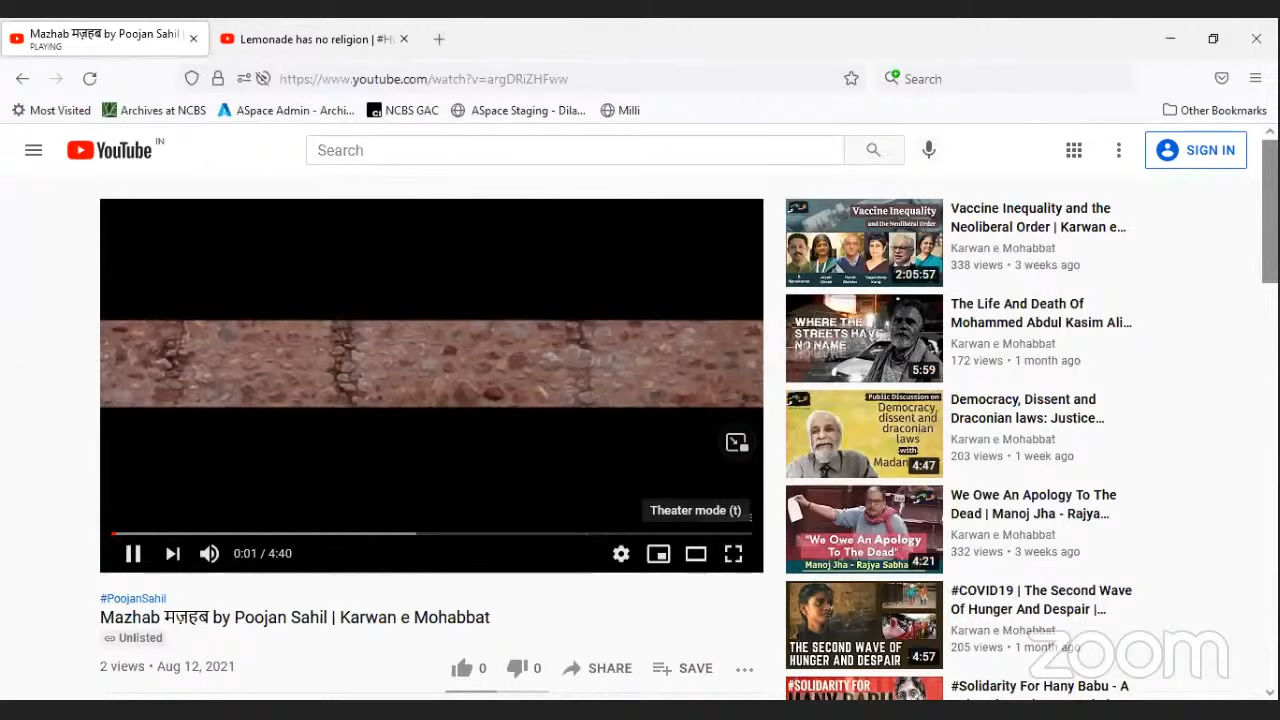 Mazhab मज़हब by Poojan Sahil |
PLAYING
Lemonade has no religion | #Hu
https://www.youtube.com/watch?v=argDRiZHFww
Search
Most Visited
Archives at NCBS
ASpace Admin - Archi...
NCBS GAC
ASpace Staging - Dila...
Milli
Other Bookmarks
YouTube IN
Search
SIGN IN
Theater mode (t)
0:01 / 4:40
#PoojanSahil
Mazhab मज़हब by Poojan Sahil | Karwan e Mohabbat
Unlisted
2 views • Aug 12, 2021
0
0
SHARE
SAVE
Vaccine Inequality
and the Neoliberal Order
2:05:57
Vaccine Inequality and the
Neoliberal Order | Karwan e...
Karwan e Mohabbat
338 views • 3 weeks ago
WHERE THE
STREETS HAVE
NO NAME
5:59
The Life And Death Of
Mohammed Abdul Kasim Ali...
Karwan e Mohabbat
172 views • 1 month ago
Public Discussion on
Democracy,
dissent and
draconian
laws
with
Madan
4:47
Democracy, Dissent and
Draconian laws: Justice...
Karwan e Mohabbat
203 views • 1 week ago
"We Owe An Apology
To The Dead"
Manoj Jha - Rajya Sabha
4:21
We Owe An Apology To The
Dead | Manoj Jha - Rajya...
Karwan e Mohabbat
332 views • 3 weeks ago
THE SECOND WAVE OF
HUNGER AND DESPAIR
4:57
#COVID19 | The Second Wave
Of Hunger And Despair |...
Karwan e Mohabbat
205 views • 1 month ago
#SOLIDARITY FOR
HANY BABU
#Solidarity For Hany Babu - A
zoom